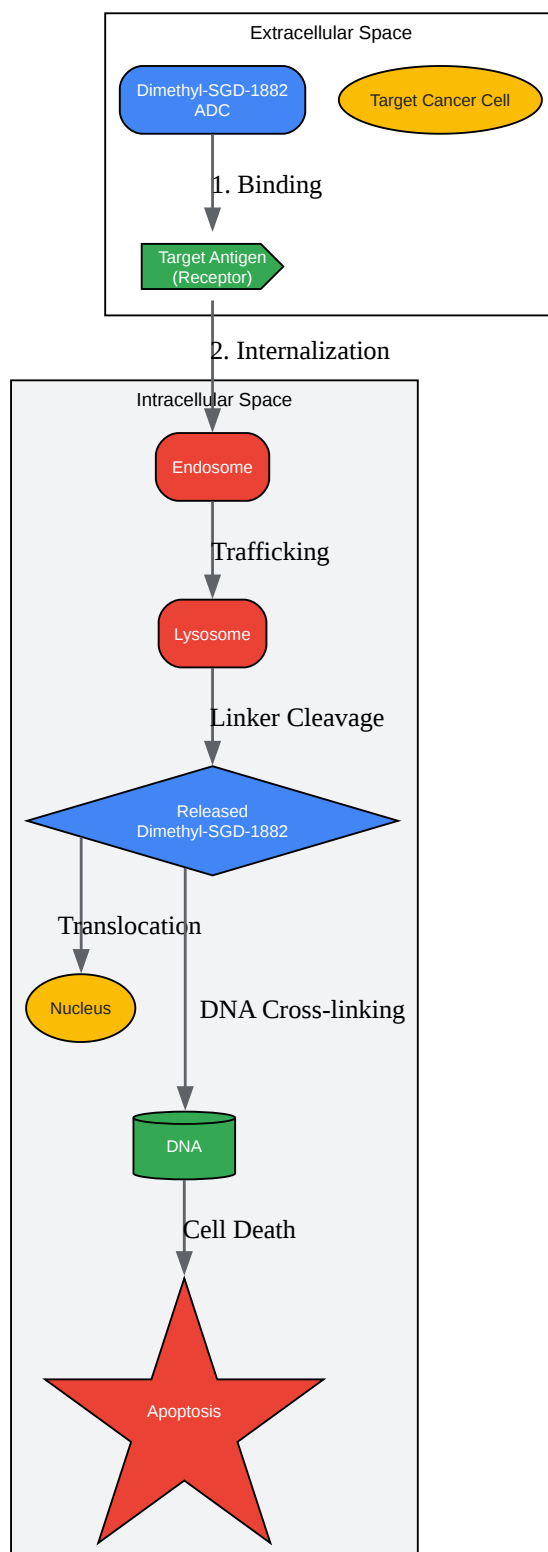 Extracellular Space
Dimethyl-SGD-1882
ADC
Target Cancer Cell
1. Binding
Target Antigen
(Receptor)
2. Internalization
Intracellular Space
Endosome
Trafficking
Lysosome
Linker Cleavage
Released
Dimethyl-SGD-1882
Translocation
Nucleus
DNA Cross-linking
DNA
Cell Death
Apoptosis